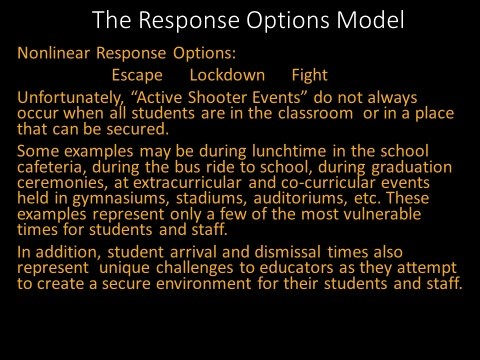 The Response Options Model
Nonlinear Response Options:
Escape Lockdown Fight
Unfortunately, “Active Shooter Events” do not always
occur when all students are in the classroom or in a place
that can be secured.
Some examples may be during lunchtime in the school
cafeteria, during the bus ride to school, during graduation
ceremonies, at extracurricular and co-curricular events
held in gymnasiums, stadiums, auditoriums, etc. These
examples represent only a few of the most vulnerable
times for students and staff.
In addition, student arrival and dismissal times also
represent unique challenges to educators as they attempt
to create a secure environment for their students and staff.